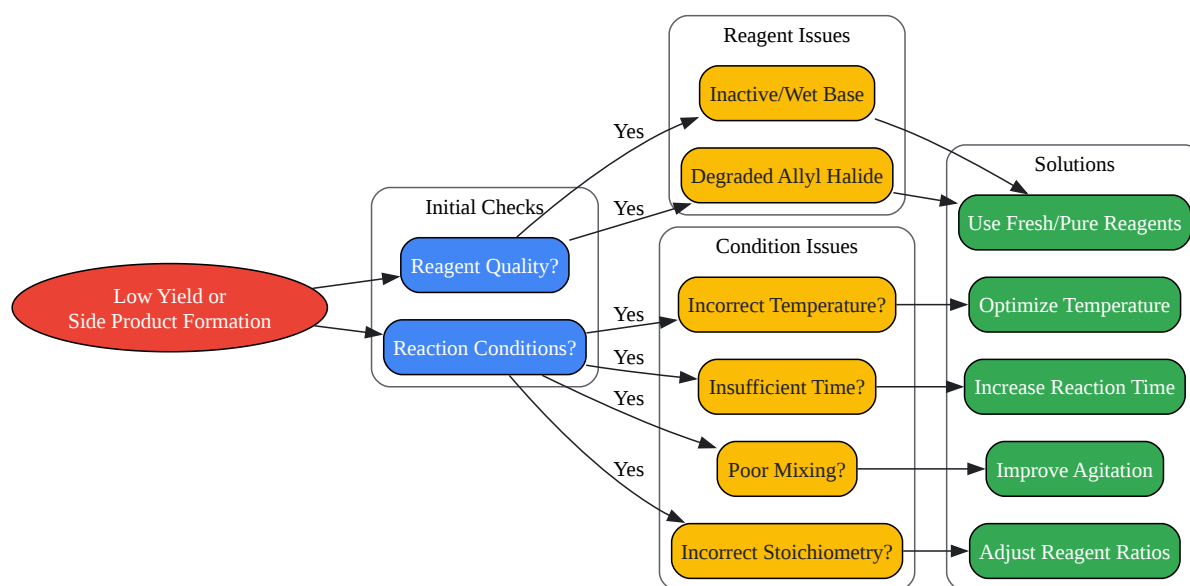 Low Yield or
Side Product Formation
Initial Checks
Reagent Quality?
Reaction Conditions?
Yes
Yes
Yes
Yes
Yes
Yes
Reagent Issues
Inactive/Wet Base
Degraded Allyl Halide
Condition Issues
Incorrect Temperature?
Insufficient Time?
Poor Mixing?
Incorrect Stoichiometry?
Solutions
Use Fresh/Pure Reagents
Optimize Temperature
Increase Reaction Time
Improve Agitation
Adjust Reagent Ratios